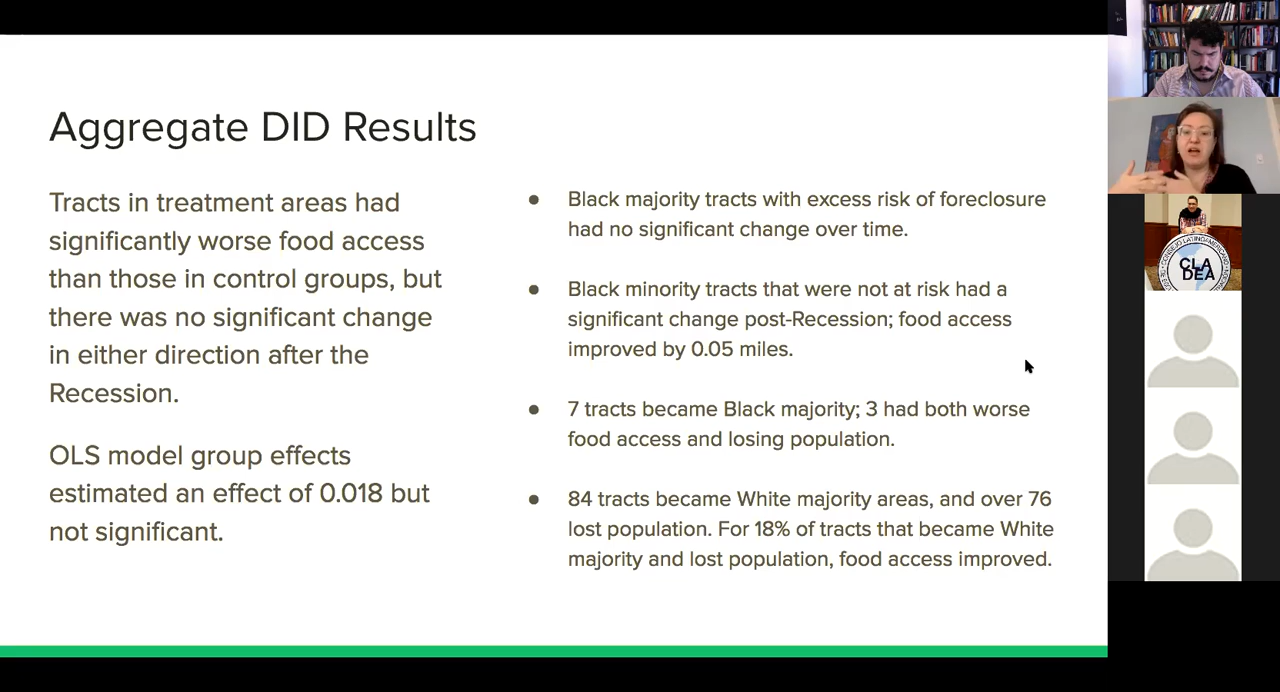 Aggregate DID Results
Tracts in treatment areas had
significantly worse food access
than those in control groups, but
there was no significant change
in either direction after the
Recession.
OLS model group effects
estimated an effect of 0.018 but
not significant.
● Black majority tracts with excess risk of foreclosure
had no significant change over time.
● Black minority tracts that were not at risk had a
significant change post-Recession; food access
improved by 0.05 miles.
● 7 tracts became Black majority; 3 had both worse
food access and losing population.
● 84 tracts became White majority areas, and over 76
lost population. For 18% of tracts that became White
majority and lost population, food access improved.
CONSEJO LATINOAMERICANO
CLA
DEA